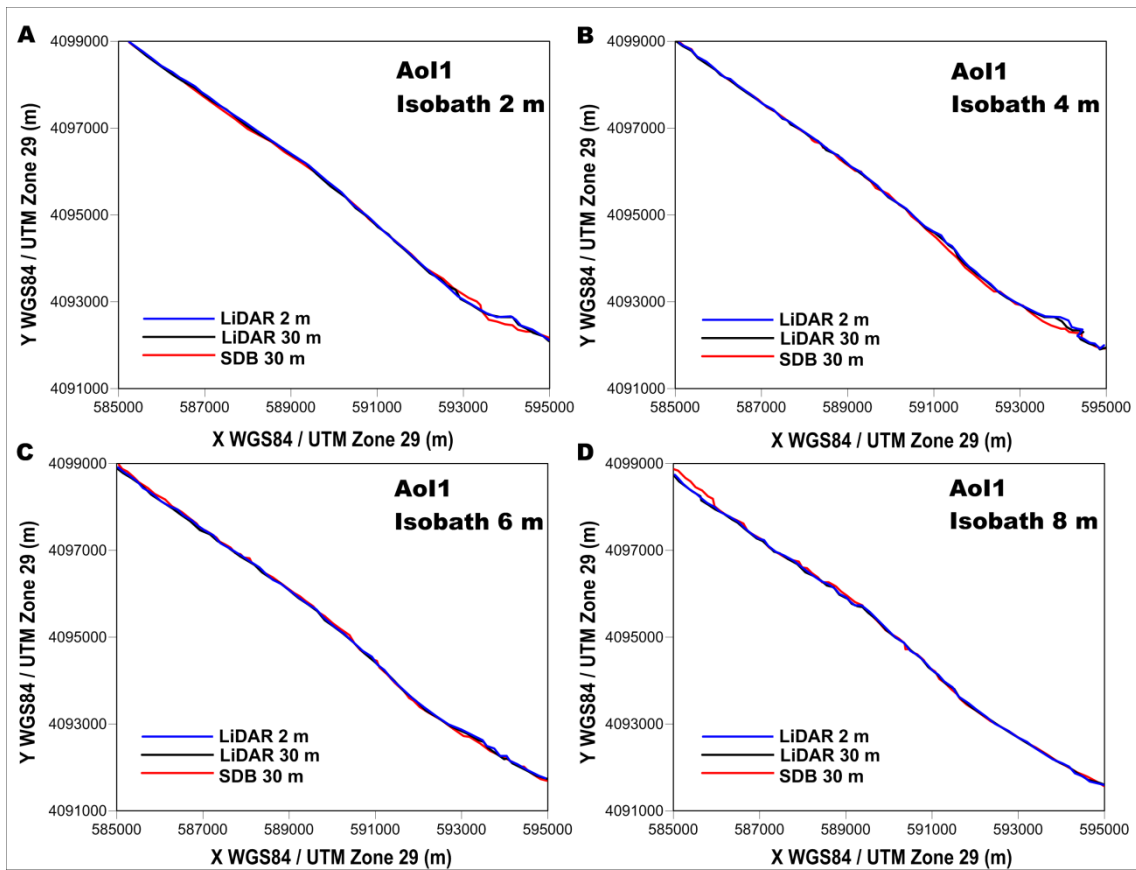 A
AoI1
Isobath 2 m
Y WGS84 / UTM Zone 29 (m)
4099000
4097000
4095000
4093000
4091000
LiDAR 2 m
LiDAR 30 m
SDB 30 m
585000 587000 589000 591000 593000 595000
X WGS84 / UTM Zone 29 (m)
B
AoI1
Isobath 4 m
Y WGS84 / UTM Zone 29 (m)
4099000
4097000
4095000
4093000
4091000
LiDAR 2 m
LiDAR 30 m
SDB 30 m
585000 587000 589000 591000 593000 595000
X WGS84 / UTM Zone 29 (m)
C
AoI1
Isobath 6 m
Y WGS84 / UTM Zone 29 (m)
4099000
4097000
4095000
4093000
4091000
LiDAR 2 m
LiDAR 30 m
SDB 30 m
585000 587000 589000 591000 593000 595000
X WGS84 / UTM Zone 29 (m)
D
AoI1
Isobath 8 m
Y WGS84 / UTM Zone 29 (m)
4099000
4097000
4095000
4093000
4091000
LiDAR 2 m
LiDAR 30 m
SDB 30 m
585000 587000 589000 591000 593000 595000
X WGS84 / UTM Zone 29 (m)